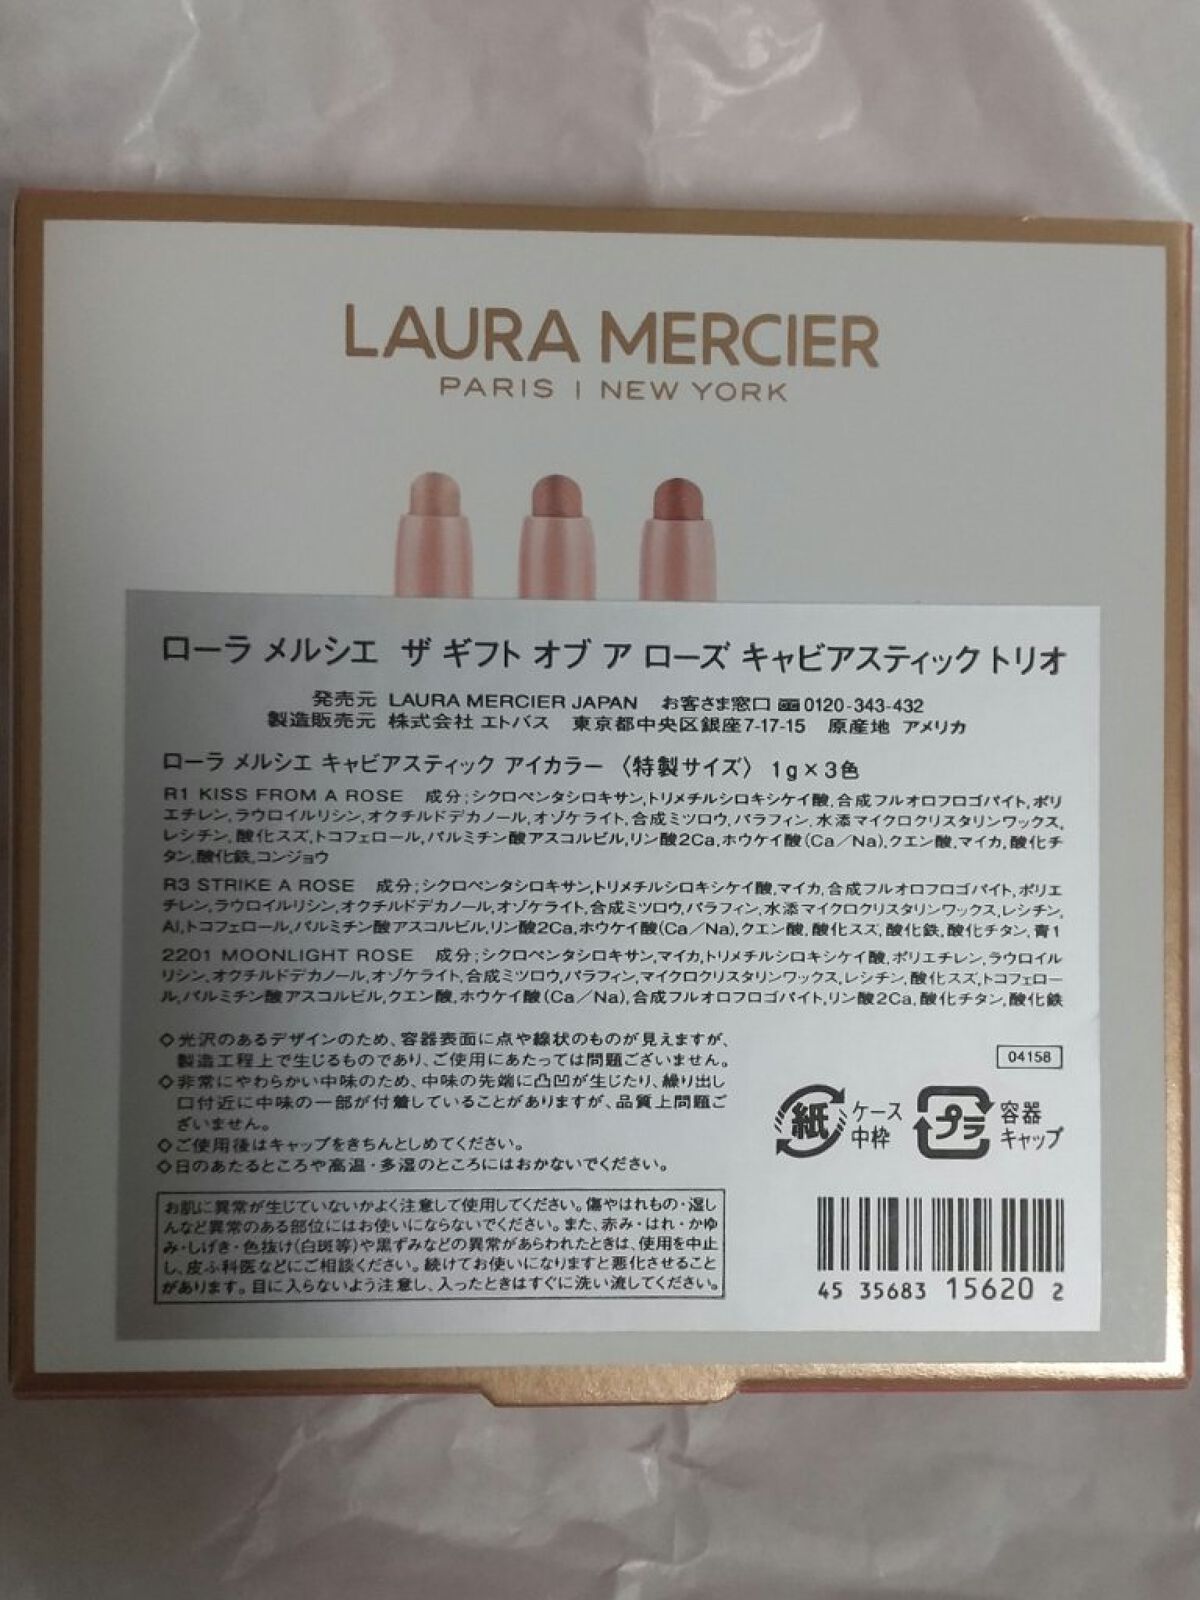 LAURA MERCIER
PARIS | NEW YORK
ローラ メルシエ ザ ギフト オブ ア ローズ キャビアスティック トリオ
発売元 LAURA MERCIER JAPAN お客さま窓口 0120-343-432
製造販売元 株式会社 エトバス 東京都中央区銀座7-17-15 原産地 アメリカ
ローラ メルシエ キャビアスティック アイカラー 〈特製サイズ〉 1g×3色
R1 KISS FROM A ROSE 成分;シクロペンタシロキサン,トリメチルシロキシケイ酸,合成フルオロフロゴパイト,ポリ
エチレン,ラウロイルリシン,オクチルドデカノール,オゾケライト,合成ミツロウ,パラフィン,水添マイクロクリスタリンワックス,
レシチン,酸化スズ,トコフェロール,パルミチン酸アスコルビル,リン酸2Ca,ホウケイ酸(Ca/Na),クエン酸,マイカ,酸化チ
タン,酸化鉄,コンジョウ
R3 STRIKE A ROSE 成分;シクロペンタシロキサン,トリメチルシロキシケイ酸,マイカ,合成フルオロフロゴパイト,ポリエ
チレン,ラウロイルリシン,オクチルドデカノール,オゾケライト,合成ミツロウ,パラフィン,水添マイクロクリスタリンワックス,レシチン,
Al,トコフェロール,パルミチン酸アスコルビル,リン酸2Ca,ホウケイ酸(Ca/Na),クエン酸,酸化スズ,酸化鉄,酸化チタン,青1
2201 MOONLIGHT ROSE 成分;シクロペンタシロキサン,マイカ,トリメチルシロキシケイ酸,ポリエチレン,ラウロイル
リシン,オクチルドデカノール,オゾケライト,合成ミツロウ,パラフィン,マイクロクリスタリンワックス,レシチン,酸化スズ,トコフェロー
ル,パルミチン酸アスコルビル,クエン酸,ホウケイ酸(Ca/Na),合成フルオロフロゴパイト,リン酸2Ca,酸化チタン,酸化鉄
◇光沢のあるデザインのため、容器表面に点や線状のものが見えますが、
製造工程上で生じるものであり、ご使用にあたっては問題ございません。
◇非常にやわらかい中味のため、中味の先端に凸凹が生じたり、繰り出し
口付近に中味の一部が付着していることがありますが、品質上問題ご
ざいません。
◇ご使用後はキャップをきちんとしめてください。
◇日のあたるところや高温・多湿のところにはおかないでください。
04158
紙 ケース
中枠
プラ 容器
キャップ
お肌に異常が生じていないかよく注意して使用してください。傷やはれもの・湿し
んなど異常のある部位にはお使いにならないでください。また、赤み・はれ・かゆ
み・しげき・色抜け(白斑等)や黒ずみなどの異常があらわれたときは、使用を中止
し、皮ふ科医などにご相談ください。続けてお使いになりますと悪化させること
があります。目に入らないよう注意し、入ったときはすぐに洗い流してください。
45 35683 15620 2